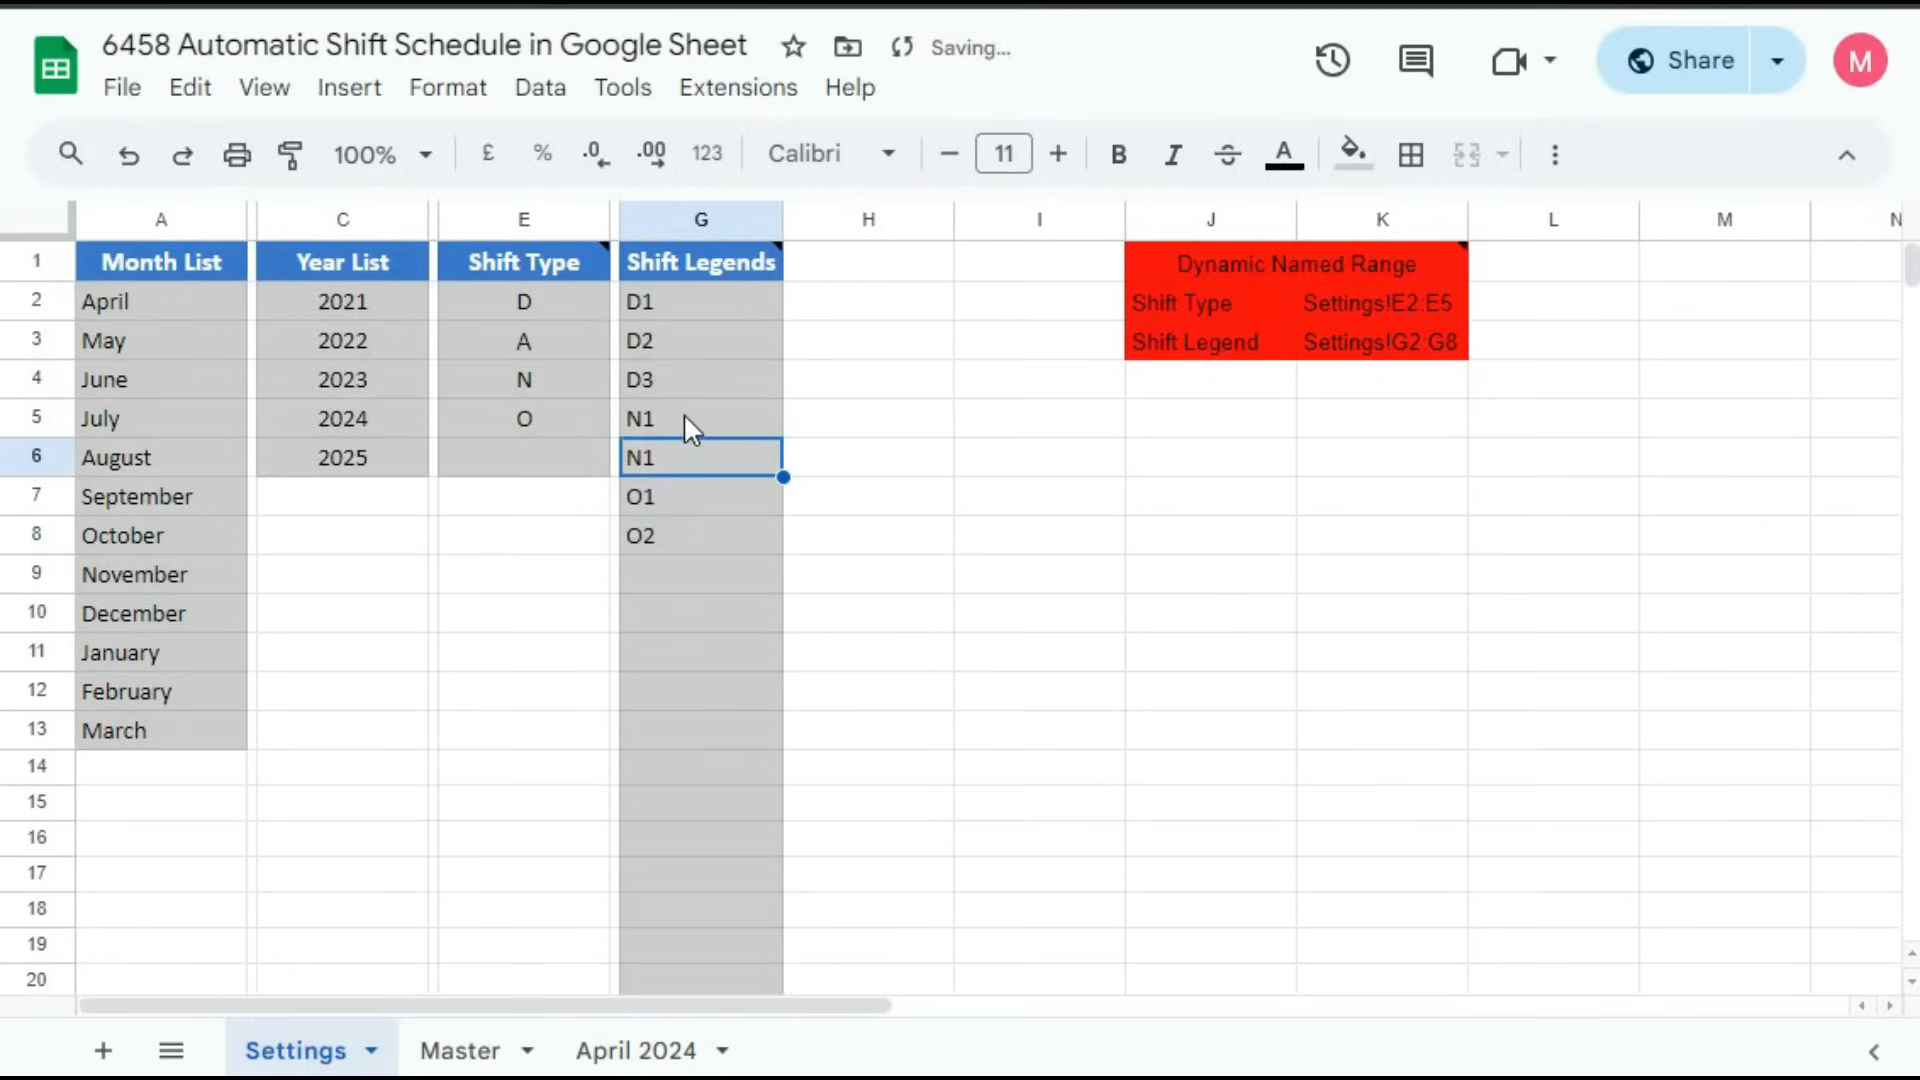 6458 Automatic Shift Schedule in Google Sheet Saving...
File Edit View Insert Format Data Tools Extensions Help
Share
M
100% £ % .0 .00 123 Calibri 11 B I S A
A C E G H I J K L M N
1 Month List Year List Shift Type Shift Legends Dynamic Named Range
2 April 2021 D D1 Shift Type Settings!E2:E5
3 May 2022 A D2 Shift Legend Settings!G2:G8
4 June 2023 N D3
5 July 2024 O N1
6 August 2025 N1
7 September O1
8 October O2
9 November
10 December
11 January
12 February
13 March
14
15
16
17
18
19
20
Settings Master April 2024